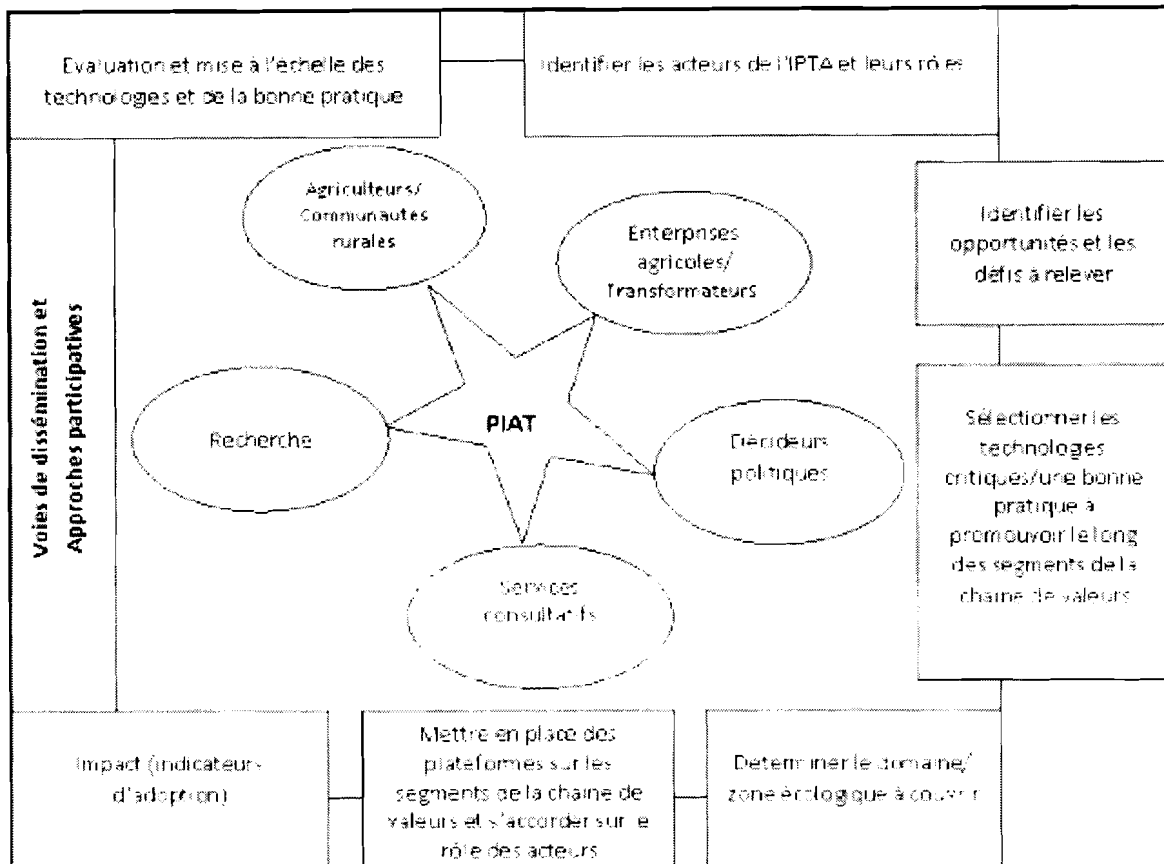 Evaluation et mise à l'échelle des
technologies et de la bonne pratique
Identifier les acteurs de l'IPTA et leurs rôles
Voies de dissémination et
Approches participatives
Agriculteurs/
Communautés
rurales
Enterprises
agricoles/
Transformateurs
Identifier les
opportunités et les
défis à relever
Recherche
PIAT
Décideurs
politiques
Sélectionner les
technologes
critiques/une bonne
pratique à
promouvoir le long
des segments de la
chaine de valeurs
Services
consultatifs
Impact (indicateurs
d'adoption)
Mettre en place des
plateformes sur les
segments de la chaine de
valeurs et s'accorder sur le
rôle des acteurs
Déterminer le domaine/
zone écologique à couvrir